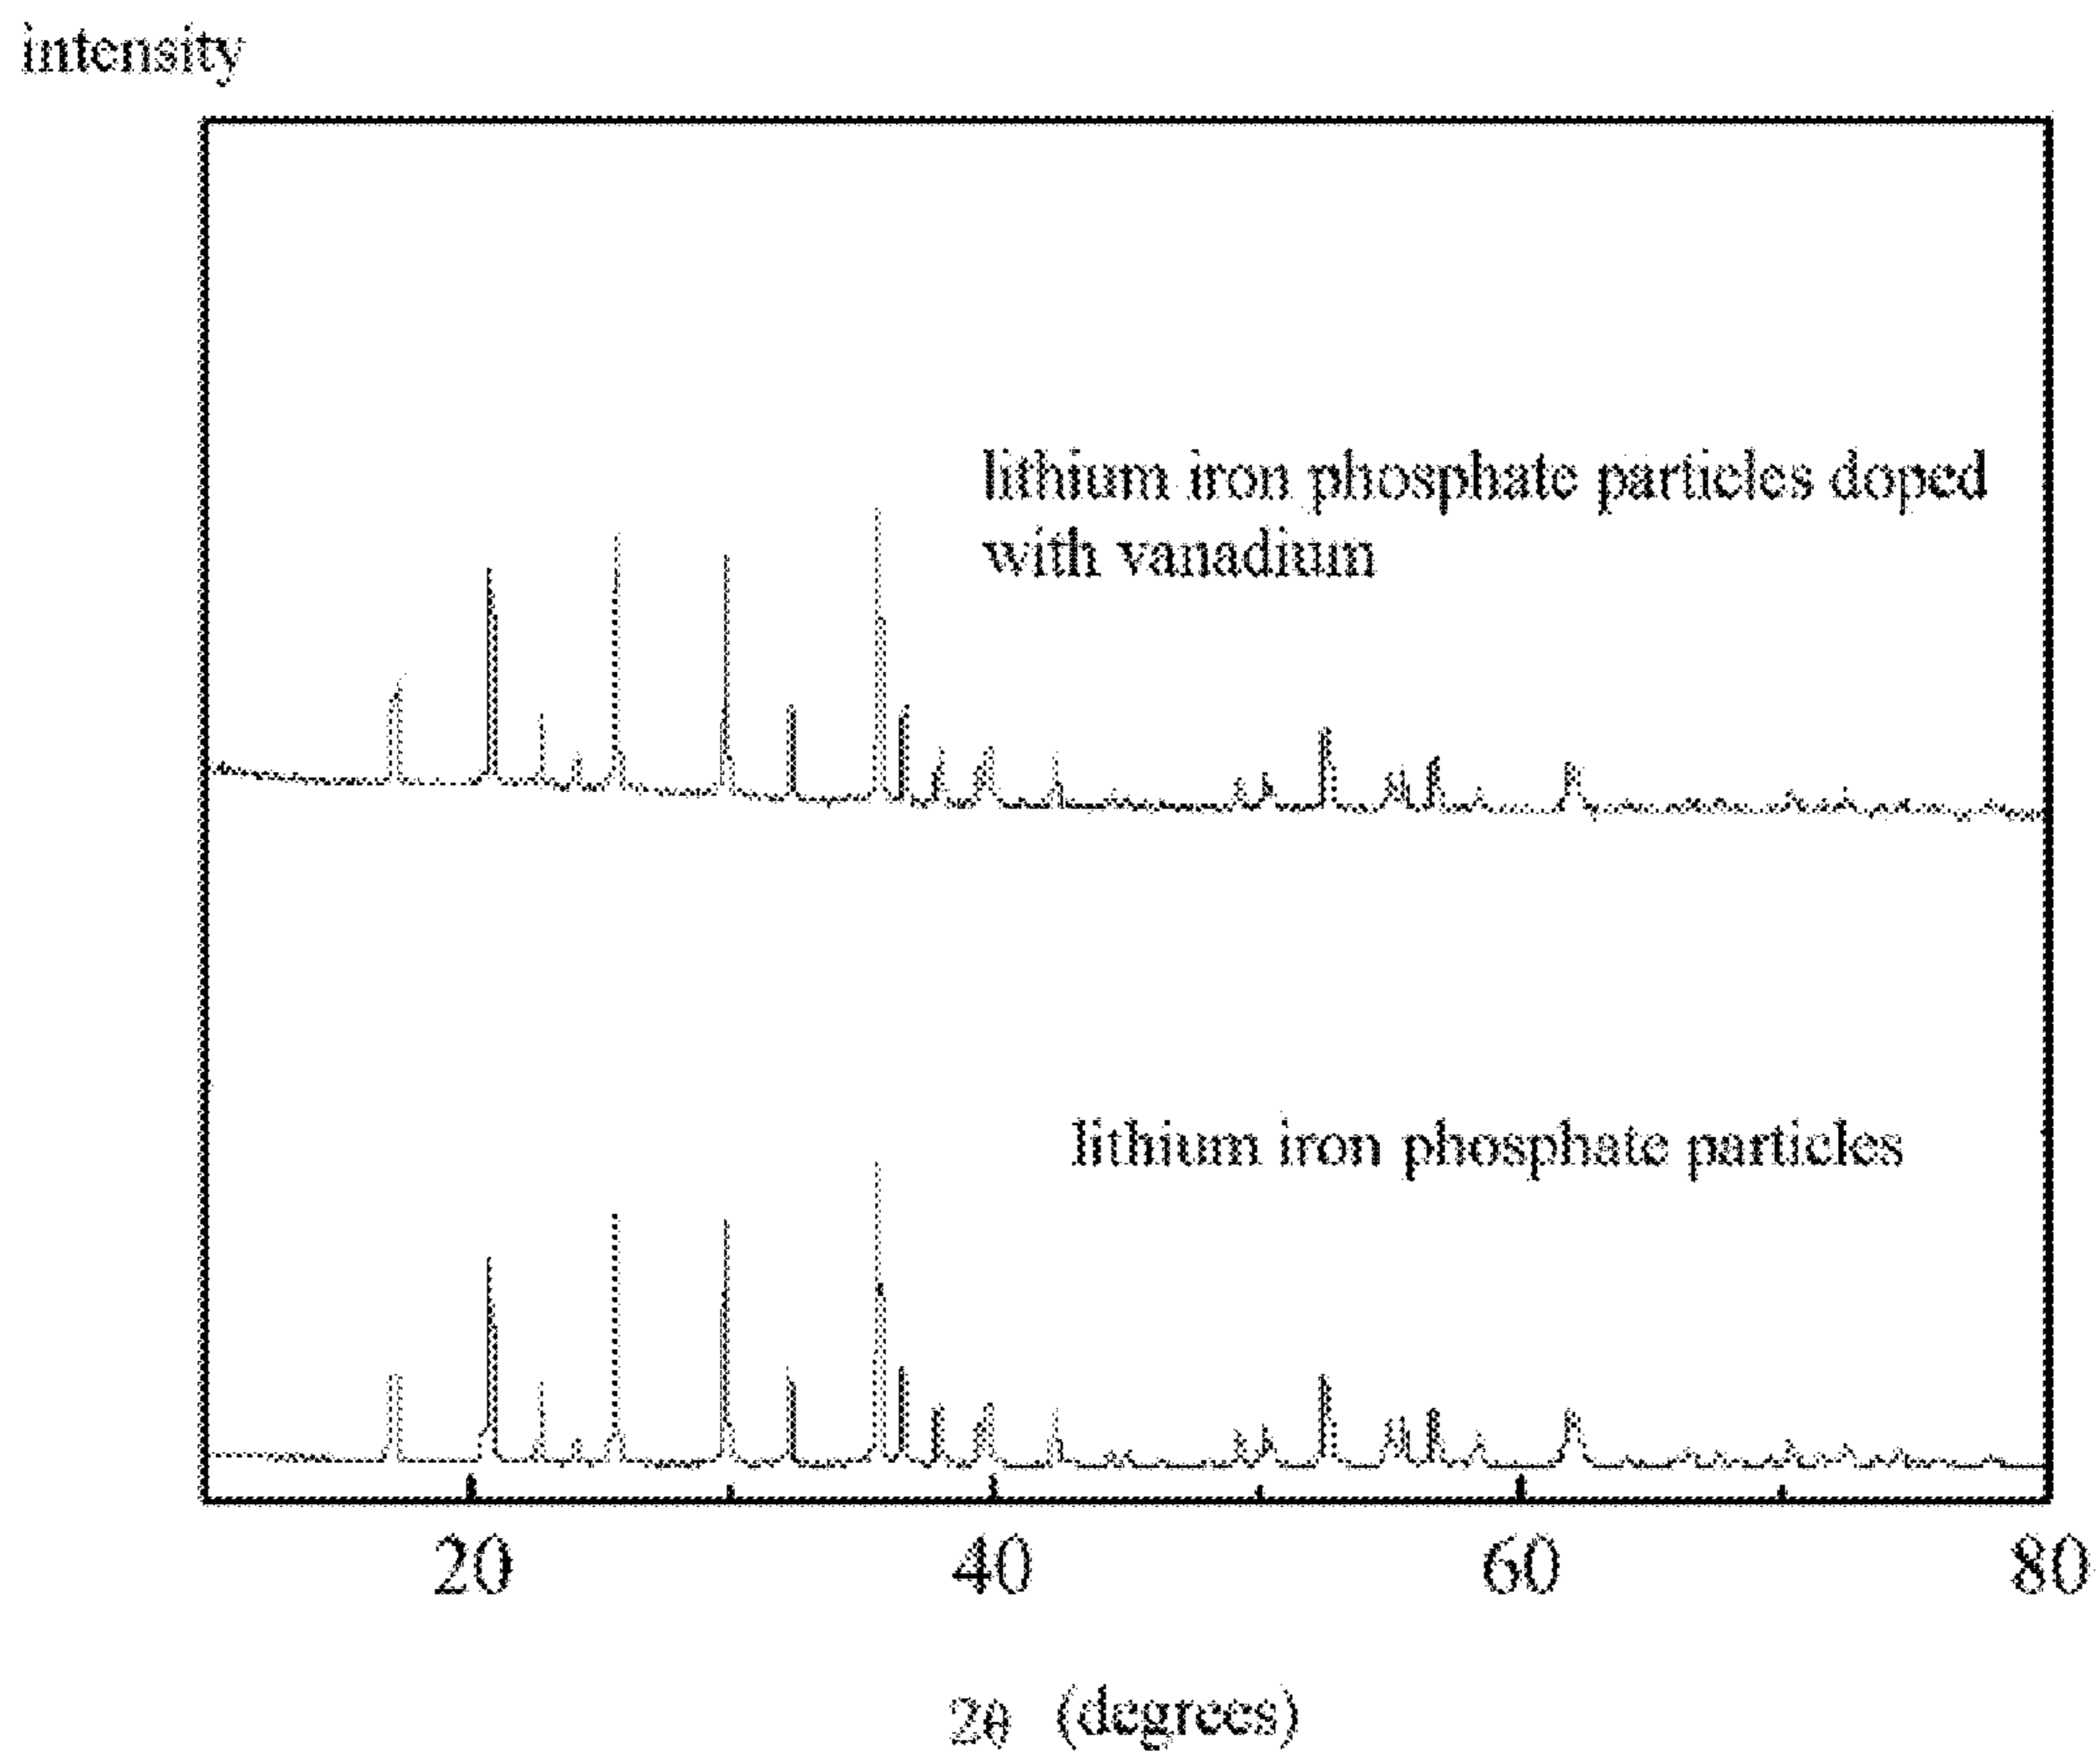 intensity
lithium iron phosphate particles doped
with vanadium
lithium iron phosphate particles
20 40 60 80
2θ (degrees)